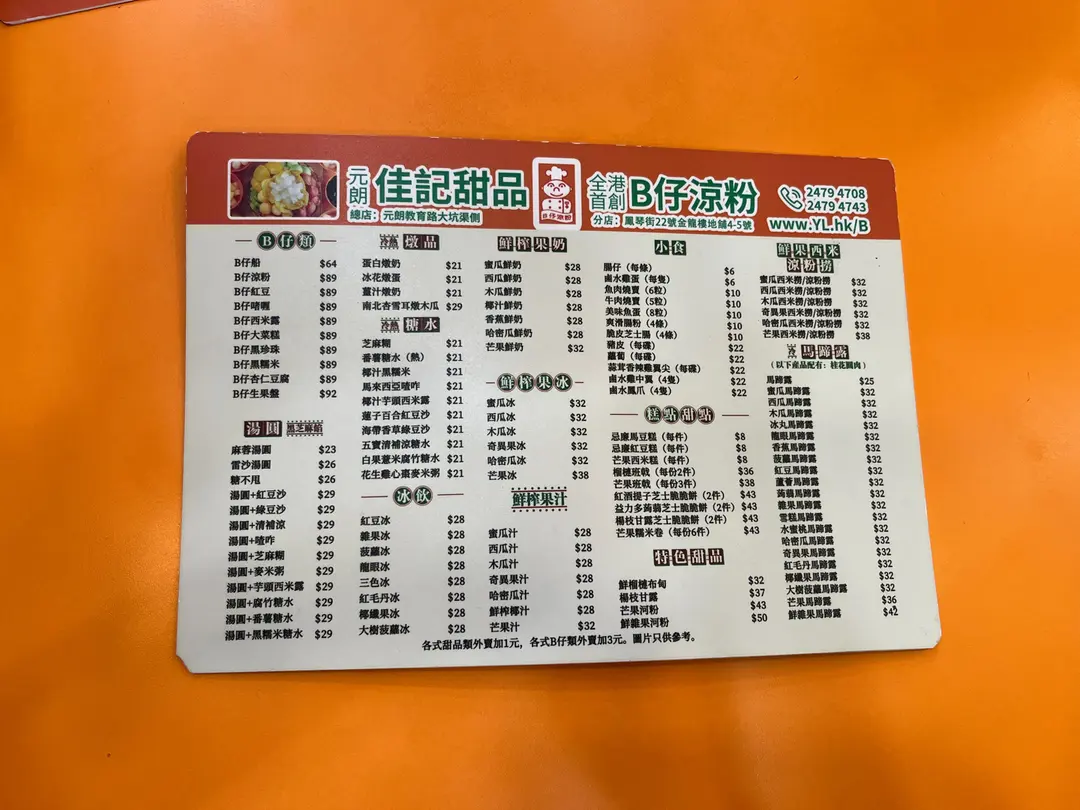 元朗 佳記甜品
總店：元朗教育路大坑渠側
B仔涼粉
全港首創 B仔涼粉
分店：鳳琴街22號金龍樓地鋪4-5號
2479 4708
2479 4743
www.YL.hk/B
B仔類
B仔船 $64
B仔涼粉 $89
B仔紅豆 $89
B仔啫喱 $89
B仔西米露 $89
B仔大菜糕 $89
B仔黑珍珠 $89
B仔黑糯米 $89
B仔杏仁豆腐 $89
B仔生果盤 $92
湯圓 黑芝麻餡
麻蓉湯圓 $23
雷沙湯圓 $26
糖不甩 $26
湯圓+紅豆沙 $29
湯圓+綠豆沙 $29
湯圓+清補涼 $29
湯圓+喳咋 $29
湯圓+芝麻糊 $29
湯圓+麥米粥 $29
湯圓+芋頭西米露 $29
湯圓+腐竹糖水 $29
湯圓+番薯糖水 $29
湯圓+黑糯米糖水 $29
燉品
蛋白燉奶 $21
冰花燉蛋 $21
薑汁燉奶 $21
南北杏雪耳燉木瓜 $29
糖水
芝麻糊 $21
番薯糖水（熱） $21
椰汁黑糯米 $21
馬來西亞喳咋 $21
椰汁芋頭西米露 $21
蓮子百合紅豆沙 $21
海帶香草綠豆沙 $21
五寶清補涼糖水 $21
白果薏米腐竹糖水 $21
花生雞心棗麥米粥 $21
冰飲
紅豆冰 $28
雜果冰 $28
菠蘿冰 $28
龍眼冰 $28
三色冰 $28
紅毛丹冰 $28
椰纖果冰 $28
大樹菠蘿冰 $28
鮮榨果奶
蜜瓜鮮奶 $28
西瓜鮮奶 $28
木瓜鮮奶 $28
椰汁鮮奶 $28
香蕉鮮奶 $28
哈密瓜鮮奶 $28
芒果鮮奶 $32
鮮榨果冰
蜜瓜冰 $32
西瓜冰 $32
木瓜冰 $32
奇異果冰 $32
哈密瓜冰 $32
芒果冰 $38
鮮榨果汁
蜜瓜汁 $28
西瓜汁 $28
木瓜汁 $28
奇異果汁 $28
哈密瓜汁 $28
鮮榨椰汁 $28
芒果汁 $32
小食
腸仔（每條） $6
鹵水雞蛋（每隻） $6
魚肉燒賣（6粒） $10
牛肉燒賣（5粒） $10
美味魚蛋（8粒） $10
爽滑腸粉（4條） $10
脆皮芝士腸（4條） $10
豬皮（每碟） $22
蘿蔔（每碟） $22
蒜茸香辣雞翼尖（每碟） $22
鹵水雞中翼（4隻） $22
鹵水鳳爪（4隻） $22
糕點甜點
忌廉馬豆糕（每件） $8
忌廉紅豆糕（每件） $8
芒果西米糕（每件） $8
榴槤班戟（每份2件） $36
芒果班戟（每份3件） $38
紅酒提子芝士脆脆餅（2件） $43
益力多蒟蒻芝士脆脆餅（2件） $43
楊枝甘露芝士脆脆餅（2件） $43
芒果糯米卷（每份6件） $43
特色甜品
鮮榴槤布甸 $32
楊枝甘露 $37
芒果河粉 $43
鮮雜果河粉 $50
鮮果西米
涼粉撈
蜜瓜西米撈/涼粉撈 $32
西瓜西米撈/涼粉撈 $32
木瓜西米撈/涼粉撈 $32
奇異果西米撈/涼粉撈 $32
哈密瓜西米撈/涼粉撈 $32
芒果西米撈/涼粉撈 $38
馬蹄露
（以下產品配有：桂花圓肉）
馬蹄露 $25
蜜瓜馬蹄露 $32
西瓜馬蹄露 $32
木瓜馬蹄露 $32
冰丸馬蹄露 $32
龍眼馬蹄露 $32
香蕉馬蹄露 $32
菠蘿馬蹄露 $32
紅豆馬蹄露 $32
蘆薈馬蹄露 $32
蒟蒻馬蹄露 $32
雜果馬蹄露 $32
雪糕馬蹄露 $32
水蜜桃馬蹄露 $32
哈密瓜馬蹄露 $32
奇異果馬蹄露 $32
紅毛丹馬蹄露 $32
椰纖果馬蹄露 $32
大樹菠蘿馬蹄露 $32
芒果馬蹄露 $36
鮮雜果馬蹄露 $42
各式甜品類外賣加1元，各式B仔類外賣加3元。圖片只供參考。